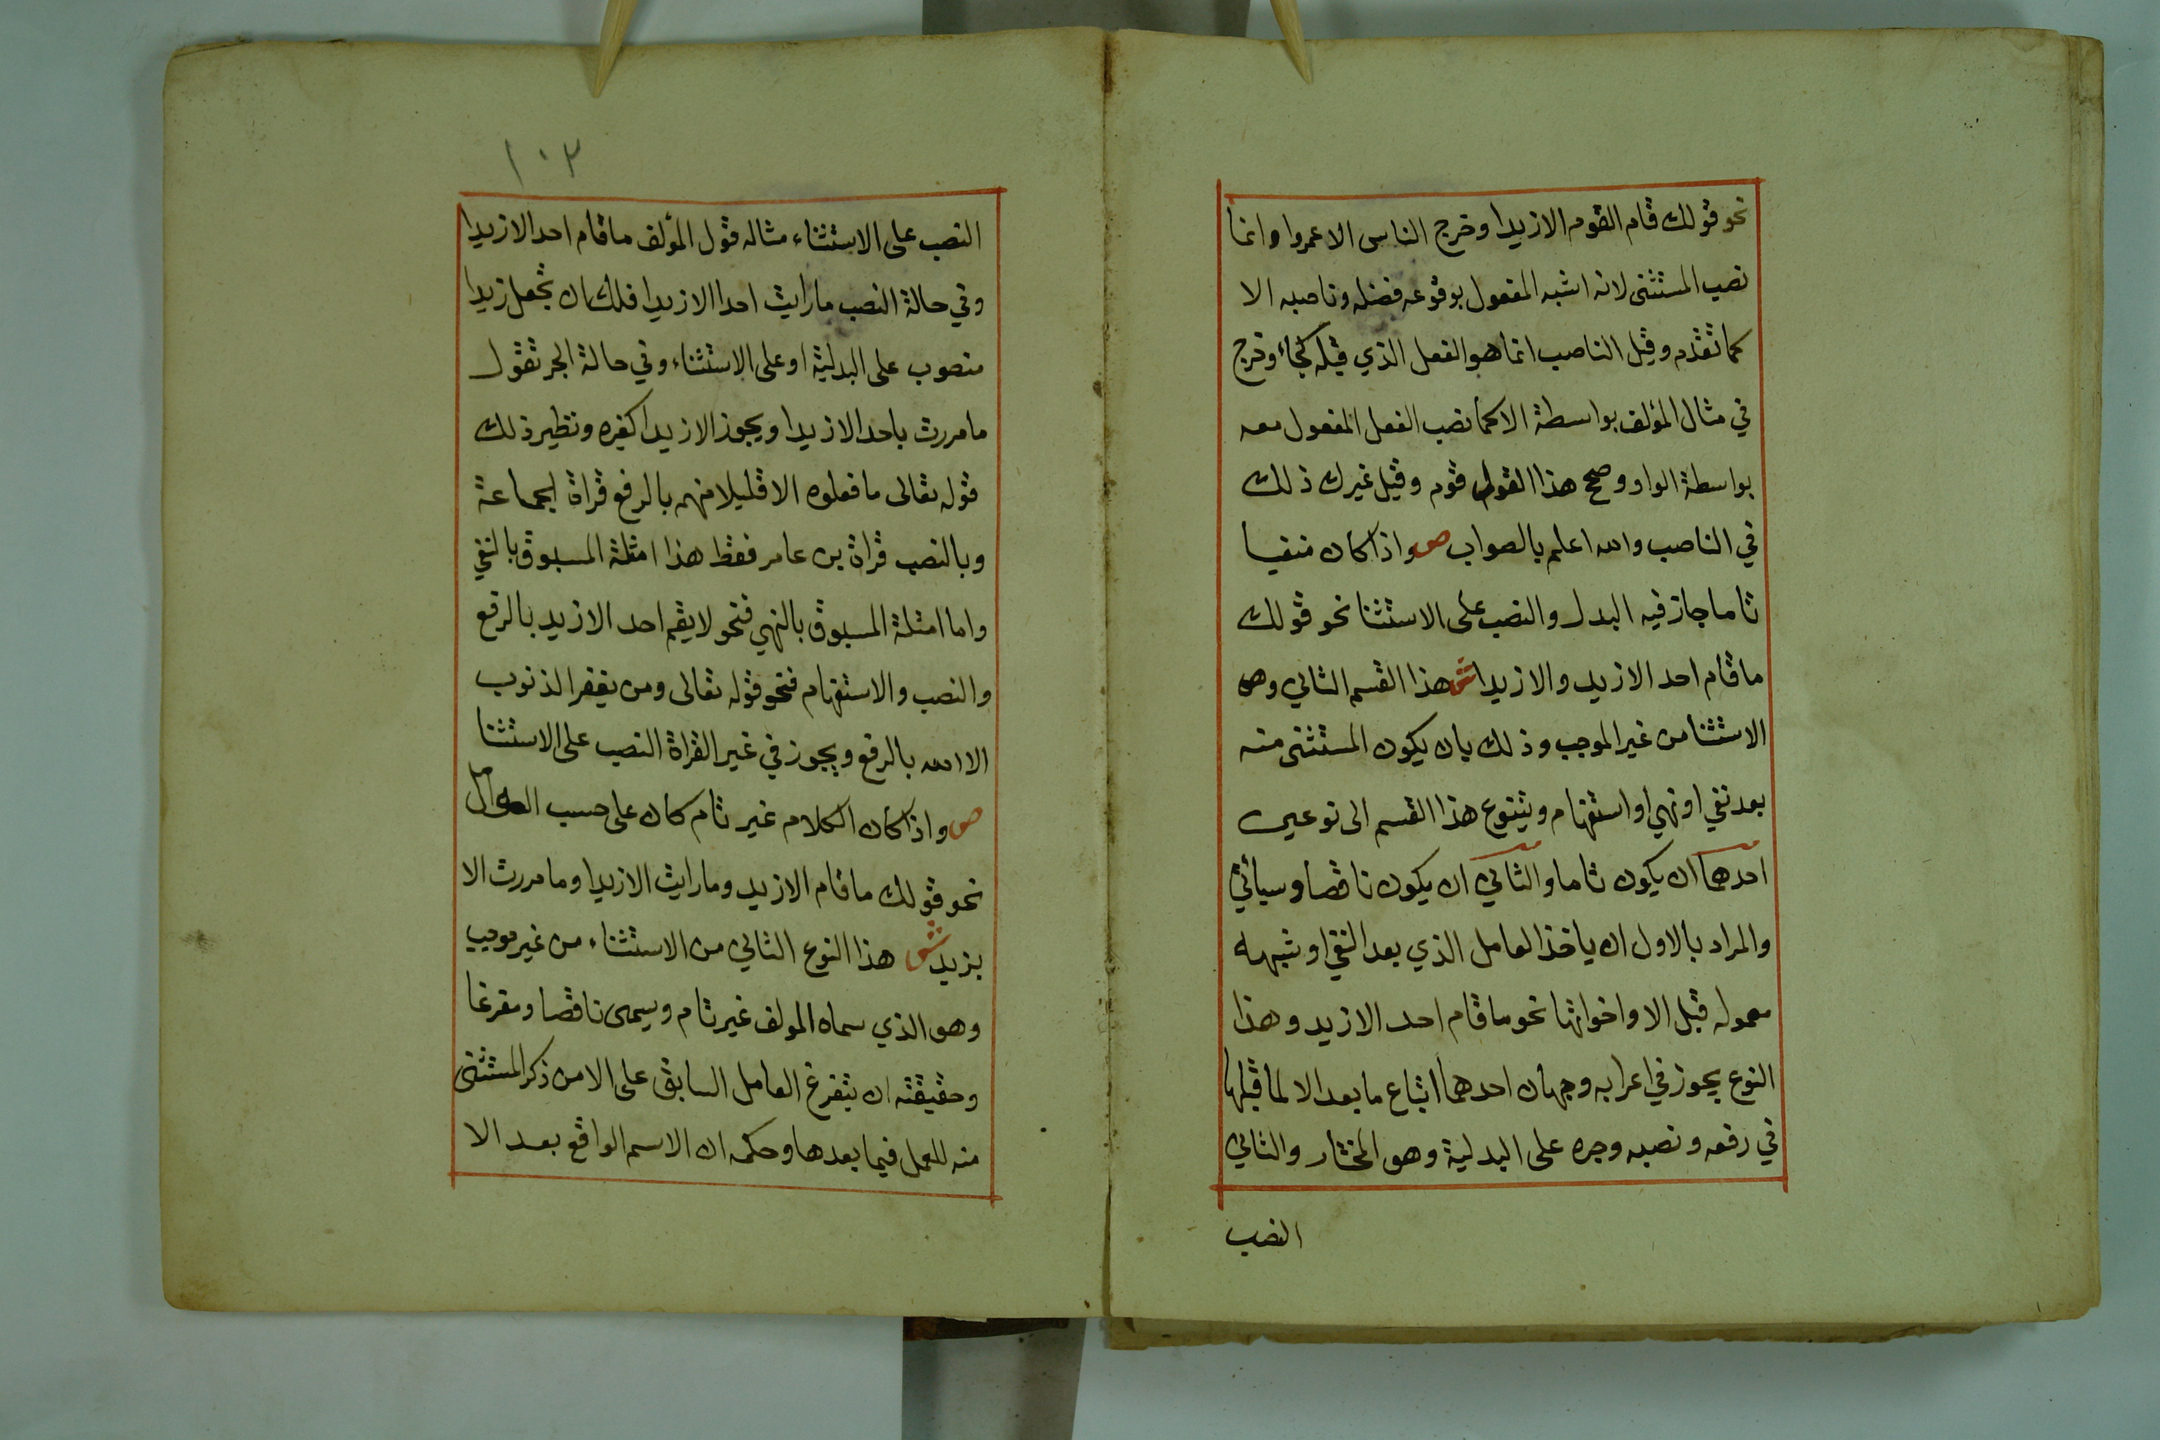 نحو قولك قام القوم الا زيدا وخرج الناس الا عمروا وانما
نصب المستثنى لانه اشبه المفعول بوقوعه فضله وناصبه الا
كما تقدم وقيل الناصب انما هو الفعل الذي قبله كجاء وخرج
في مثال المؤلف بواسطة الا كما نصب الفعل المفعول معه
بواسطة الواو وصحح هذا القول قوم وقيل غير ذلك
في الناصب والله اعلم بالصواب ص واذا كان منفيا
تاما جاز فيه البدل والنصب على الاستثنا نحو قولك
ما قام احد الا زيد والا زيدا ش هذا القسم الثاني وهو
الاستثنا من غير الموجب وذلك بان يكون المستثنى منه
بعد نفي او نهي او استفهام ويتنوع هذا القسم الى نوعين
احدهما ان يكون تاما والثاني ان يكون ناقصا وسياتي
والمراد بالاول ان ياخذ العامل الذي بعد النفي او شبهه
معموله قبل الا واخواتها نحو ما قام احد الا زيد وهذا
النوع يجوز في اعرابه وجهان احدهما اتباع ما بعد الا لما قبلها
في رفعه ونصبه وجره على البدلية وهو المختار والثاني
النصب
١٠٣
النصب على الاستثناء مثاله قول المؤلف ما قام احد الا زيدا
وفي حالة النصب ما رايت احدا الا زيدا فلك ان تجعل زيدا
منصوب على البدلية او على الاستثناء وفي حالة الجر تقول
ما مررت باحد الا زيدا ويجوز الا زيدا كغيره ونظير ذلك
قوله تعالى ما فعلوه الا قليلا منهم بالرفع قراة لجماعة
وبالنصب قراة بن عامر فقط هذا امثلة المسبوق بالنفي
واما امثلة المسبوق بالنهي فنحو لا يقم احد الا زيد بالرفع
والنصب والاستفهام فنحو قوله تعالى ومن يغفر الذنوب
الا الله بالرفع ويجوز في غير القراة النصب على الاستثنا
ص واذا كان الكلام غير تام كان على حسب العوامل
نحو قولك ما قام الا زيد وما رايت الا زيدا وما مررت الا
بزيد ش هذا النوع الثاني من الاستثناء من غير موجب
وهو الذي سماه المولف غير تام ويسمى ناقصا ومفرغا
وحقيقته ان يتفرغ العامل السابق على الا من ذكر المستثنى
منه للعمل فيما بعدها وحكمه ان الاسم الواقع بعد الا